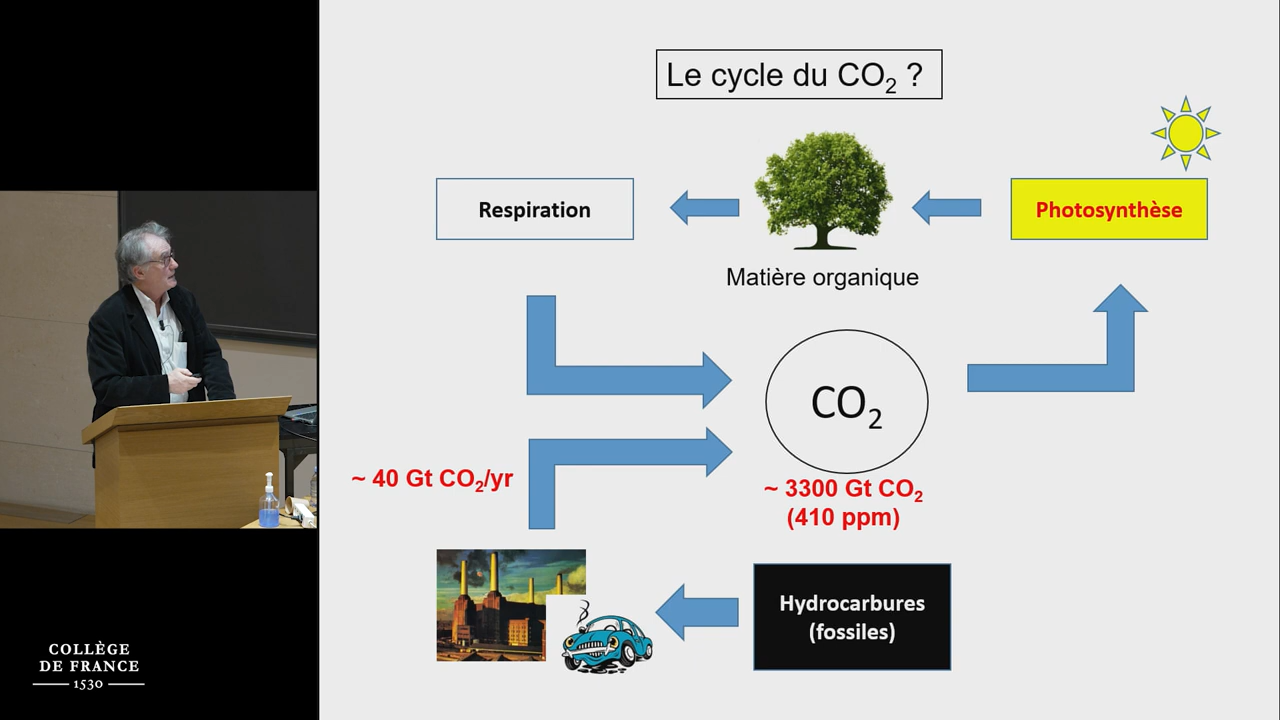 Le cycle du CO₂ ?
Respiration
Photosynthèse
Matière organique
CO₂
~ 40 Gt CO₂/yr
~ 3300 Gt CO₂
(410 ppm)
Hydrocarbures
(fossiles)
COLLÈGE
DE FRANCE
1530